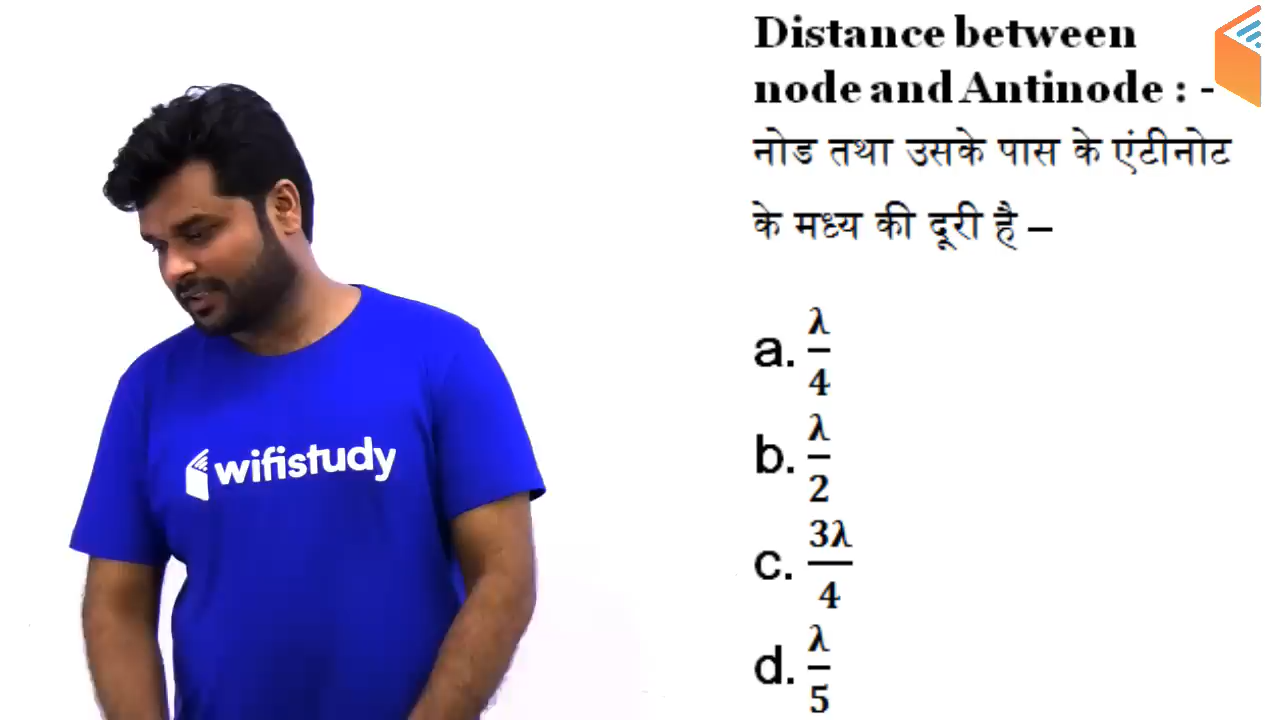 wifistudy
Distance between
node and Antinode : -
नोड तथा उसके पास के एंटीनोट
के मध्य की दूरी है –
a. λ/4
b. λ/2
c. 3λ/4
d. λ/5